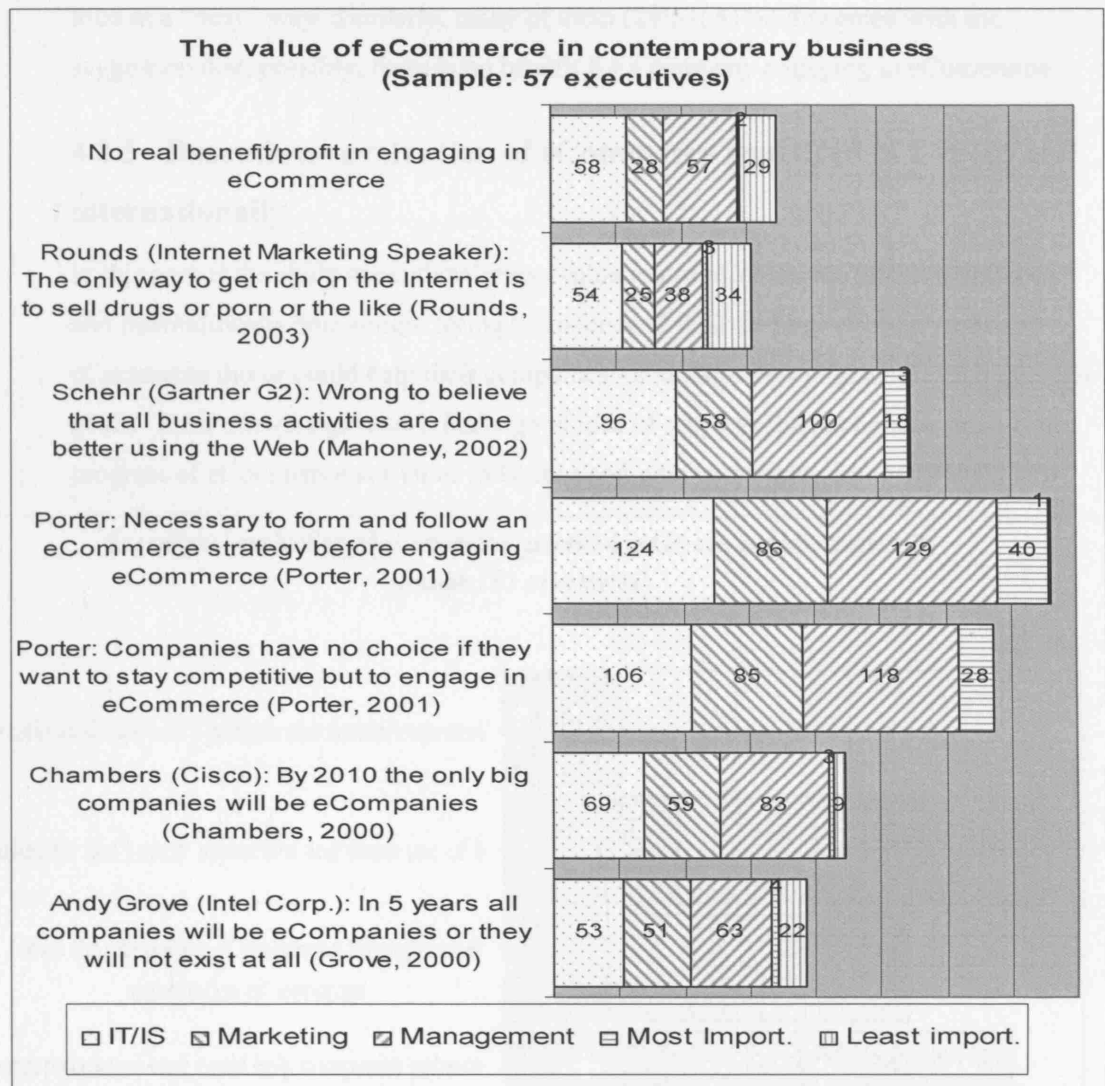 The value of eCommerce in contemporary business
(Sample: 57 executives)
No real benefit/profit in engaging in
eCommerce
58 28 57 2 29
Rounds (Internet Marketing Speaker):
The only way to get rich on the Internet is
to sell drugs or porn or the like (Rounds,
2003)
54 25 38 3 34
Schehr (Gartner G2): Wrong to believe
that all business activities are done
better using the Web (Mahoney, 2002)
96 58 100 18 3
Porter: Necessary to form and follow an
eCommerce strategy before engaging
eCommerce (Porter, 2001)
124 86 129 40 1
Porter: Companies have no choice if they
want to stay competitive but to engage in
eCommerce (Porter, 2001)
106 85 118 28
Chambers (Cisco): By 2010 the only big
companies will be eCompanies
(Chambers, 2000)
69 59 83 3 9
Andy Grove (Intel Corp.): In 5 years all
companies will be eCompanies or they
will not exist at all (Grove, 2000)
53 51 63 4 22
IT/IS Marketing Management Most Import. Least import.